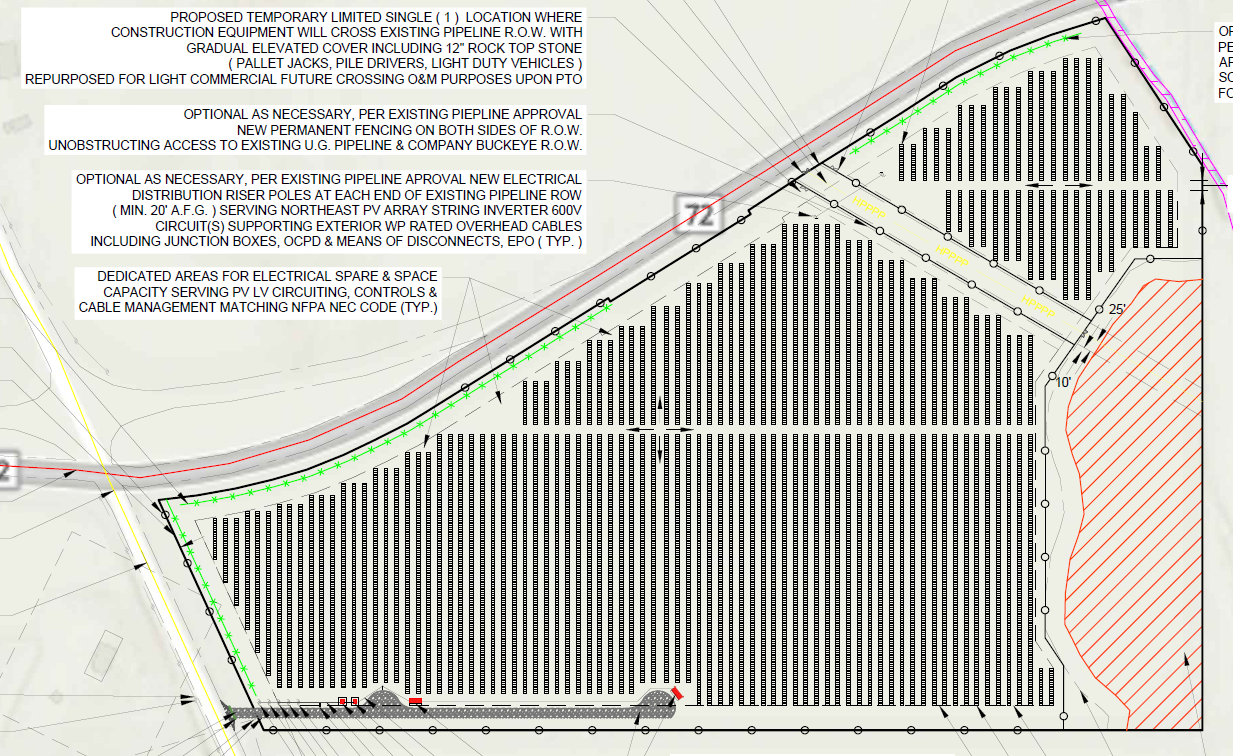 PROPOSED TEMPORARY LIMITED SINGLE ( 1 ) LOCATION WHERE
CONSTRUCTION EQUIPMENT WILL CROSS EXISTING PIPELINE R.O.W. WITH
GRADUAL ELEVATED COVER INCLUDING 12" ROCK TOP STONE
( PALLET JACKS, PILE DRIVERS, LIGHT DUTY VEHICLES )
REPURPOSED FOR LIGHT COMMERCIAL FUTURE CROSSING O&M PURPOSES UPON PTO
OPTIONAL AS NECESSARY, PER EXISTING PIEPLINE APPROVAL
NEW PERMANENT FENCING ON BOTH SIDES OF R.O.W.
UNOBSTRUCTING ACCESS TO EXISTING U.G. PIPELINE & COMPANY BUCKEYE R.O.W.
OPTIONAL AS NECESSARY, PER EXISTING PIPELINE APROVAL NEW ELECTRICAL
DISTRIBUTION RISER POLES AT EACH END OF EXISTING PIPELINE ROW
( MIN. 20' A.F.G. ) SERVING NORTHEAST PV ARRAY STRING INVERTER 600V
CIRCUIT(S) SUPPORTING EXTERIOR WP RATED OVERHEAD CABLES
INCLUDING JUNCTION BOXES, OCPD & MEANS OF DISCONNECTS, EPO ( TYP. )
DEDICATED AREAS FOR ELECTRICAL SPARE & SPACE
CAPACITY SERVING PV LV CIRCUITING, CONTROLS &
CABLE MANAGEMENT MATCHING NFPA NEC CODE (TYP.)
72
25'
10'
2